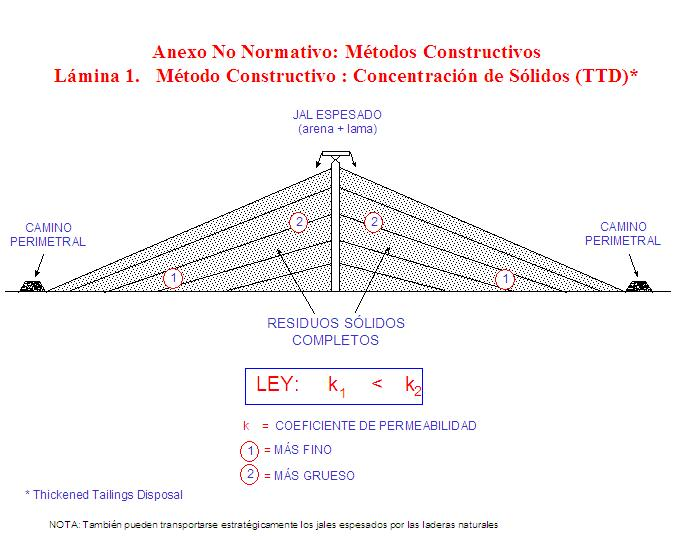 Anexo No Normativo: Métodos Constructivos
Lámina 1. Método Constructivo : Concentración de Sólidos (TTD)*
JAL ESPESADO
(arena + lama)
CAMINO
PERIMETRAL
CAMINO
PERIMETRAL
2
2
1
1
RESIDUOS SÓLIDOS
COMPLETOS
LEY: k1 < k2
k = COEFICIENTE DE PERMEABILIDAD
1 = MÁS FINO
2 = MÁS GRUESO
* Thickened Tailings Disposal
NOTA: También pueden transportarse estratégicamente los jales espesados por las laderas naturales